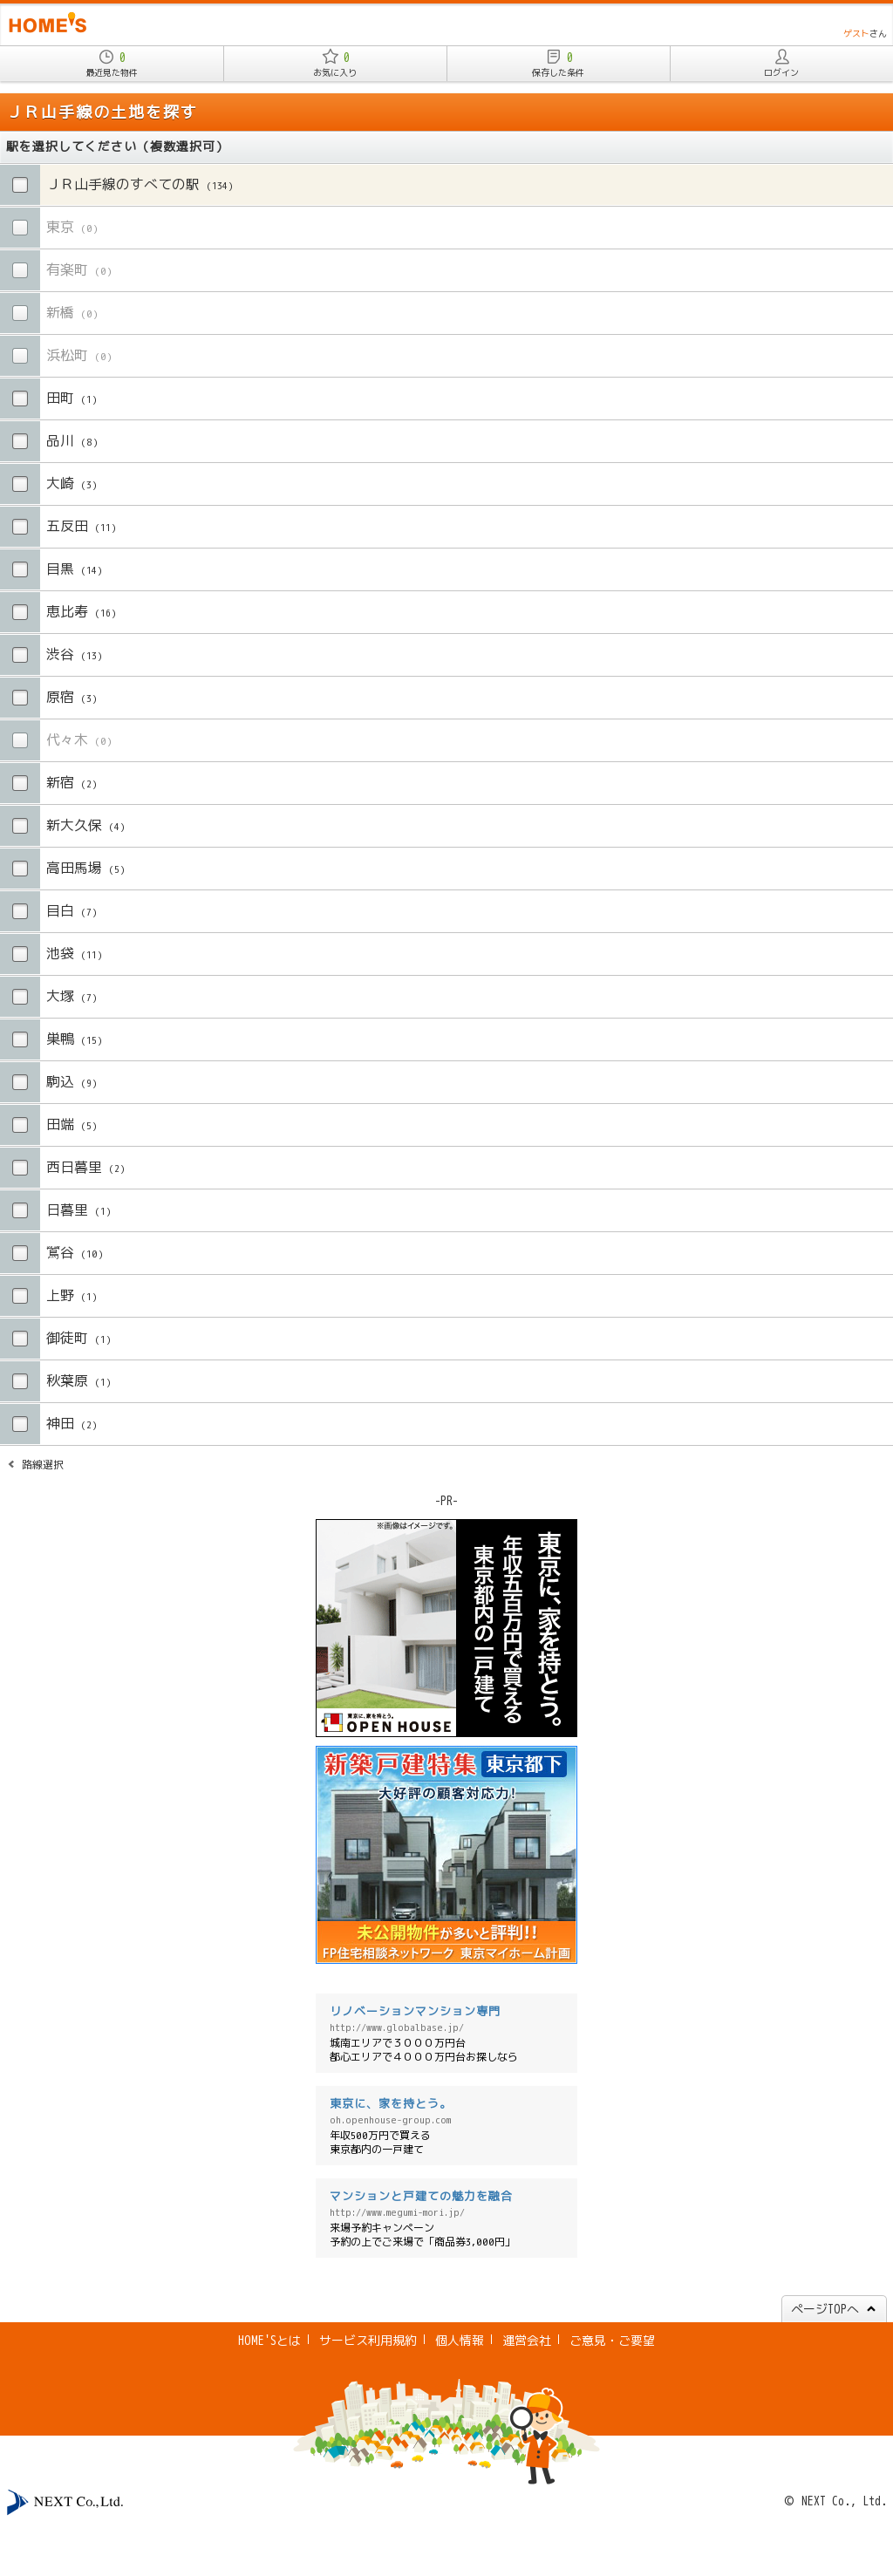 HOME'S
ゲストさん
0
最近見た物件
0
お気に入り
0
保存した条件
ログイン
ＪＲ山手線の土地を探す
駅を選択してください（複数選択可）
ＪＲ山手線のすべての駅 (134)
東京 (0)
有楽町 (0)
新橋 (0)
浜松町 (0)
田町 (1)
品川 (8)
大崎 (3)
五反田 (11)
目黒 (14)
恵比寿 (16)
渋谷 (13)
原宿 (3)
代々木 (0)
新宿 (2)
新大久保 (4)
高田馬場 (5)
目白 (7)
池袋 (11)
大塚 (7)
巣鴨 (15)
駒込 (9)
田端 (5)
西日暮里 (2)
日暮里 (1)
鶯谷 (10)
上野 (1)
御徒町 (1)
秋葉原 (1)
神田 (2)
路線選択
-PR-
※画像はイメージです。
東京に、家を持とう。
年収五百万円で買える
東京都内の一戸建て
東京に、家を持とう。
OPEN HOUSE
新築戸建特集 東京都下
大好評の顧客対応力!
未公開物件が多いと評判!!
FP住宅相談ネットワーク 東京マイホーム計画
リノベーションマンション専門
http://www.globalbase.jp/
城南エリアで３０００万円台
都心エリアで４０００万円台お探しなら
東京に、家を持とう。
oh.openhouse-group.com
年収500万円で買える
東京都内の一戸建て
マンションと戸建ての魅力を融合
http://www.megumi-mori.jp/
来場予約キャンペーン
予約の上でご来場で「商品券3,000円」
ページTOPへ
HOME'Sとは | サービス利用規約 | 個人情報 | 運営会社 | ご意見・ご要望
NEXT Co., Ltd.
© NEXT Co., Ltd.